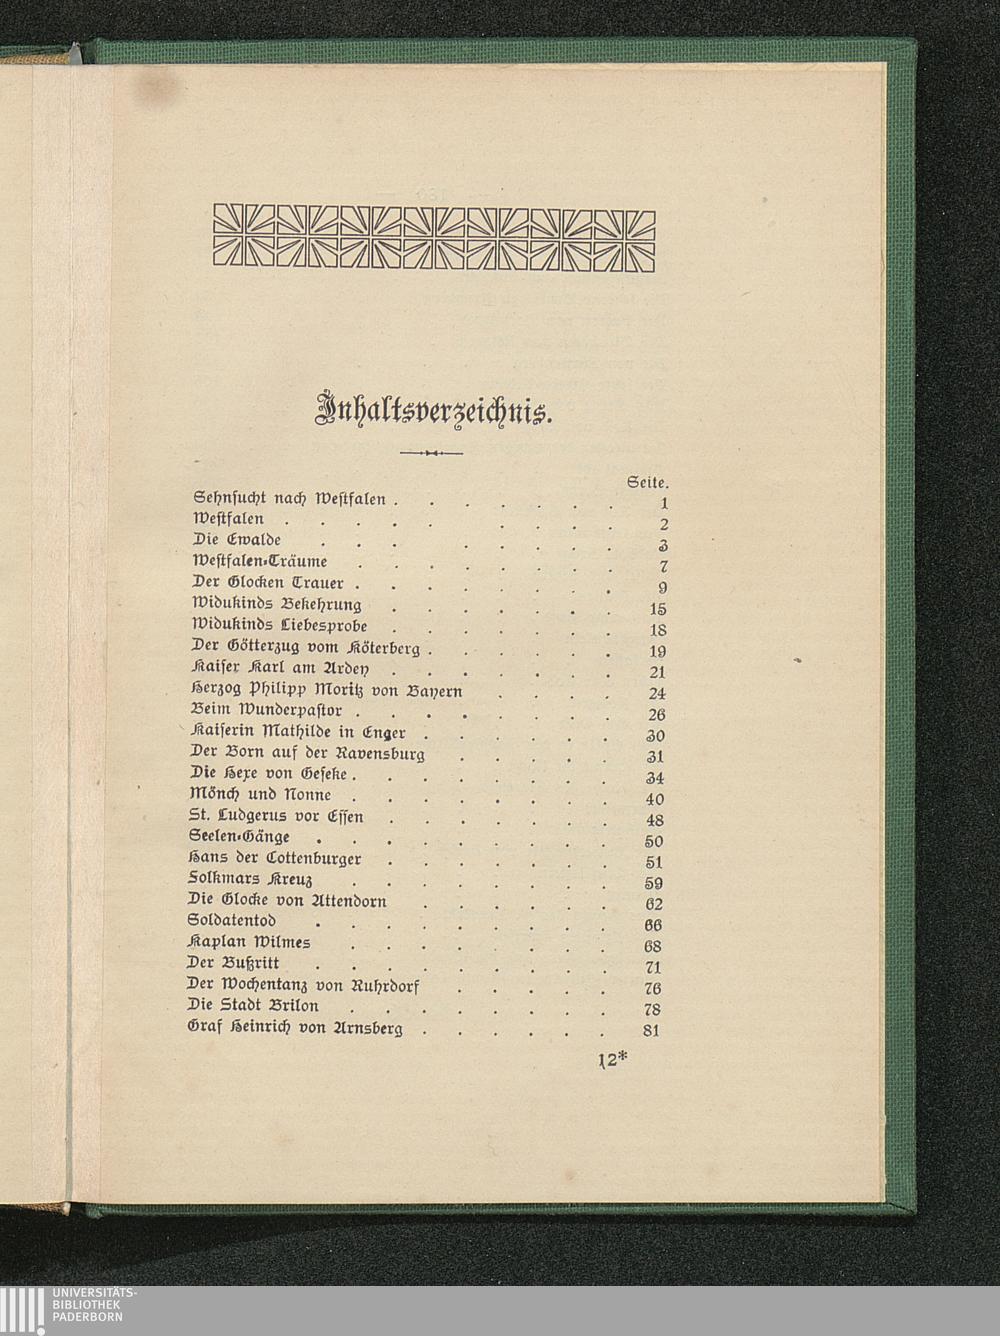 Inhaltsverzeichnis.
Seite.
Sehnsucht nach Westfalen . . . . . . . 1
Westfalen . . . . . . . . . 2
Die Ewalde . . . . . . . . 3
Westfalen-Träume . . . . . . . . 7
Der Glocken Trauer . . . . . . . . 9
Widukinds Bekehrung . . . . . . . 15
Widukinds Liebesprobe . . . . . . . 18
Der Götterzug vom Köterberg . . . . . . 19
Kaiser Karl am Ardey . . . . . . . 21
Herzog Philipp Moritz von Bayern . . . . 24
Beim Wunderpastor . . . . . . . . 26
Kaiserin Mathilde in Enger . . . . . . 30
Der Born auf der Ravensburg . . . . . 31
Die Hexe von Geseke . . . . . . . . 34
Mönch und Nonne . . . . . . . . 40
St. Ludgerus vor Essen . . . . . . . 48
Seelen-Gänge . . . . . . . . . 50
Hans der Tottenburger . . . . . . . 51
Folkmars Kreuz . . . . . . . . 59
Die Glocke von Attendorn . . . . . . 62
Soldatentod . . . . . . . . . 66
Kaplan Wilmes . . . . . . . . 68
Der Bußritt . . . . . . . . . 71
Der Wochentanz von Ruhrdorf . . . . . 76
Die Stadt Brilon . . . . . . . . 78
Graf Heinrich von Arnsberg . . . . . . 81
12*
UNIVERSITÄTS-
BIBLIOTHEK
PADERBORN